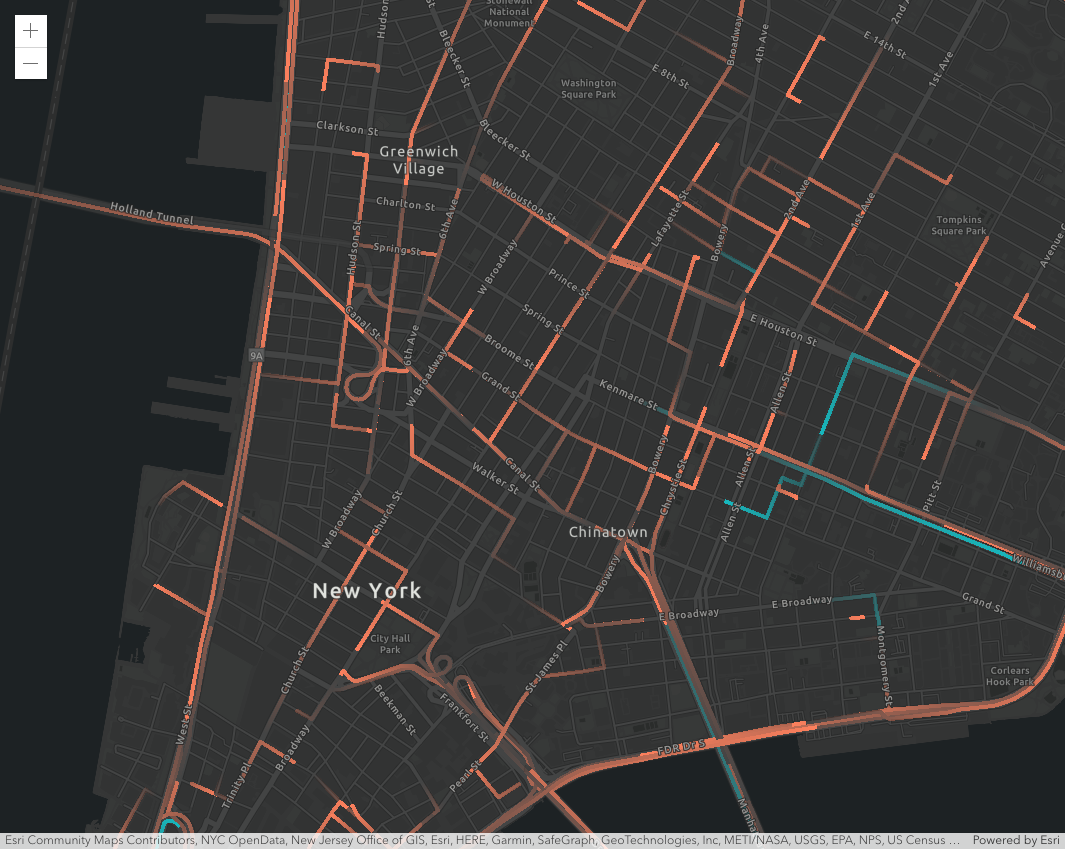 Stonewall
National
Monument
Hudson
Bleecker St
Broadway
4th Ave
2nd A
E 14th St
1st Ave
E 8th St
Washington
Square Park
Clarkson St
Bleecker St
Greenwich
Village
W Houston St
Charlton St
6th Ave
Lafayette St
2nd Ave
1st Ave
Tompkins
Square Park
Avenue C
Holland Tunnel
Hudson St
Spring St
W Broadway
Bowery
Prince St
Canal St
Spring St
E Houston St
9A
6th Ave
W Broadway
Broome St
Grand St
Kenmare St
Allen St
Bowery
Allen St
Walker St
Canal St
Chrystie St
Pitt St
W Broadway
Church St
Chinatown
Allen St
Williamsb
New York
Bowery
E Broadway
E Broadway
Grand St
City Hall
Park
Church St
St James Pl
Montgomery St
Corlears
Hook Park
Beekman St
Frankfort St
West St
Broadway
FDR Dr S
Trinity Pl
Pearl St
Manha
Esri Community Maps Contributors, NYC OpenData, New Jersey Office of GIS, Esri, HERE, Garmin, SafeGraph, GeoTechnologies, Inc, METI/NASA, USGS, EPA, NPS, US Census ...
Powered by Esri